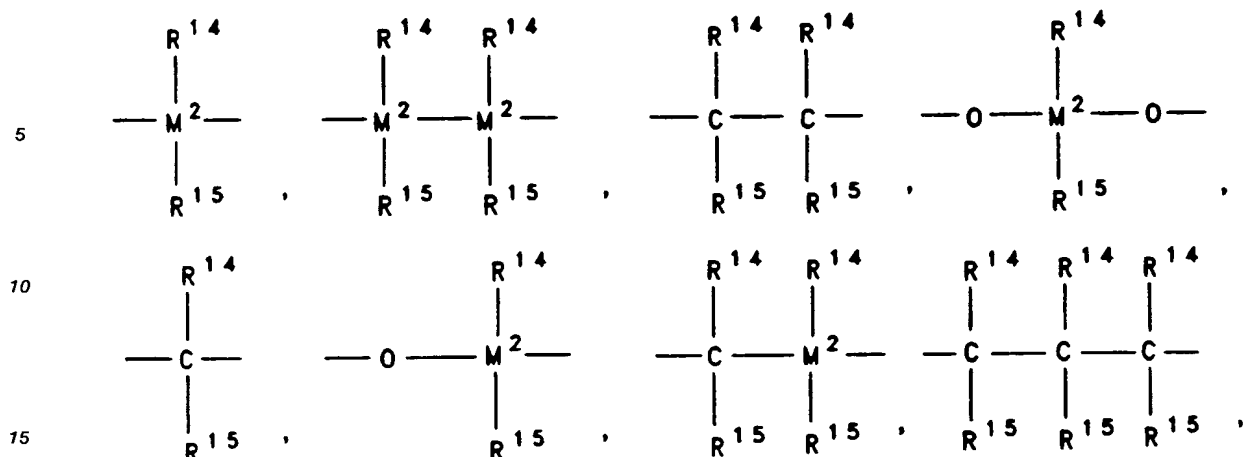 R14 R14 R14 R14 R14 R14
5 M2 M2 M2 C C O M2 O
R15 , R15 R15 , R15 R15 , R15 ,
R14 R14 R14 R14 R14 R14 R14
10
C O M2 C M2 C C C
15 R15 , R15 , R15 R15 , R15 R15 R15 ,